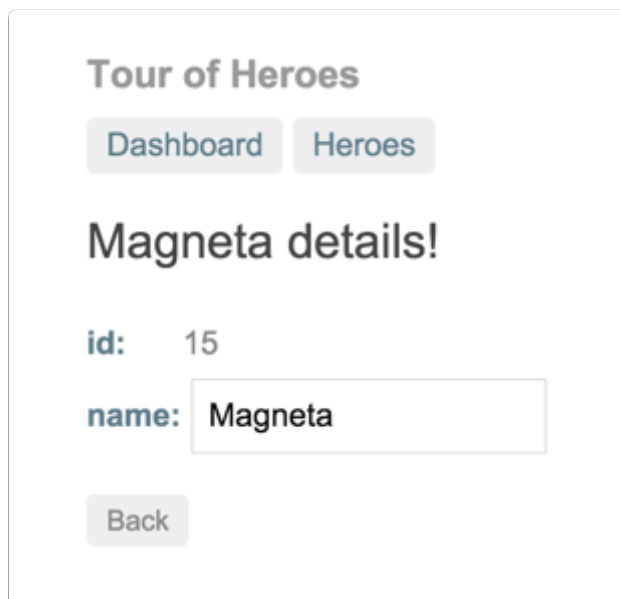 Tour of Heroes
Dashboard Heroes
Magneta details!
id: 15
name: Magneta
Back